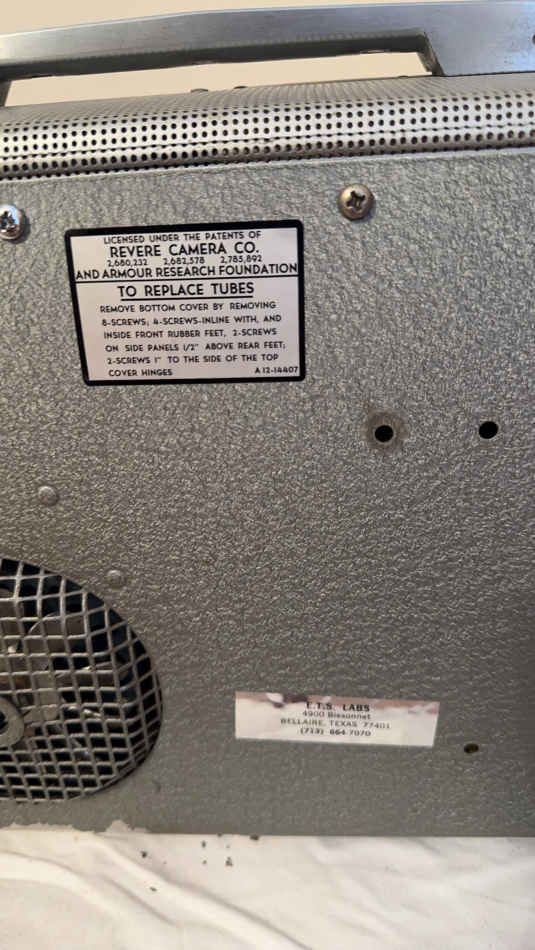 LICENSED UNDER THE PATENTS OF
REVERE CAMERA CO.
2,680,232 2,682,578 2,785,892
AND ARMOUR RESEARCH FOUNDATION
TO REPLACE TUBES
REMOVE BOTTOM COVER BY REMOVING
8-SCREWS; 4-SCREWS-INLINE WITH, AND
INSIDE FRONT RUBBER FEET, 2-SCREWS
ON SIDE PANELS 1/2" ABOVE REAR FEET;
2-SCREWS 1" TO THE SIDE OF THE TOP
COVER HINGES A12-14407
E.T.S. LABS
4900 Bissonnet
BELLAIRE, TEXAS 77401
(713) 664-7070